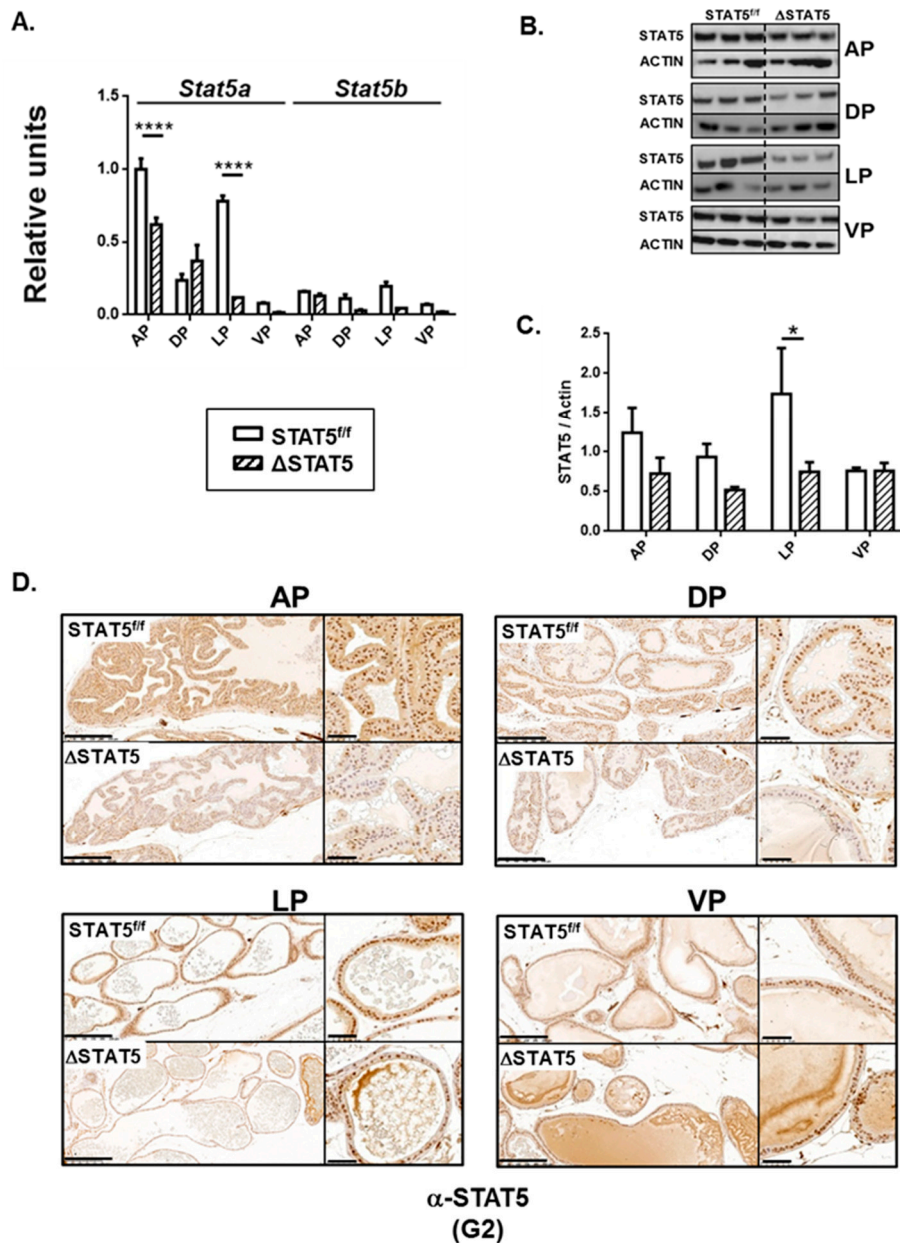 A.
Stat5a Stat5b
Relative units
1.5
1.0
0.5
0.0
**** ****
AP DP LP VP AP DP LP VP
STAT5f/f
ΔSTAT5
B.
STAT5f/f ΔSTAT5
STAT5
ACTIN
AP
STAT5
ACTIN
DP
STAT5
ACTIN
LP
STAT5
ACTIN
VP
C.
STAT5 / Actin
2.5
2.0
1.5
1.0
0.5
0.0
*
AP DP LP VP
D.
AP
STAT5f/f
ΔSTAT5
DP
STAT5f/f
ΔSTAT5
LP
STAT5f/f
ΔSTAT5
VP
STAT5f/f
ΔSTAT5
α-STAT5
(G2)